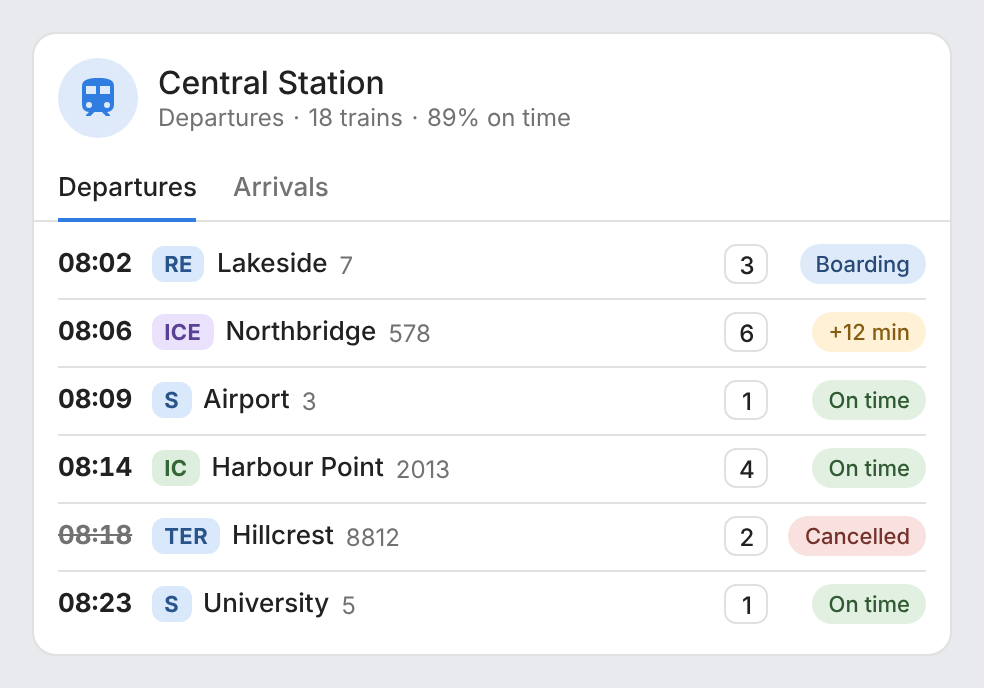 Central Station
Departures · 18 trains · 89% on time
Departures Arrivals
08:02 RE Lakeside 7 3 Boarding
08:06 ICE Northbridge 578 6 +12 min
08:09 S Airport 3 1 On time
08:14 IC Harbour Point 2013 4 On time
08:18 TER Hillcrest 8812 2 Cancelled
08:23 S University 5 1 On time